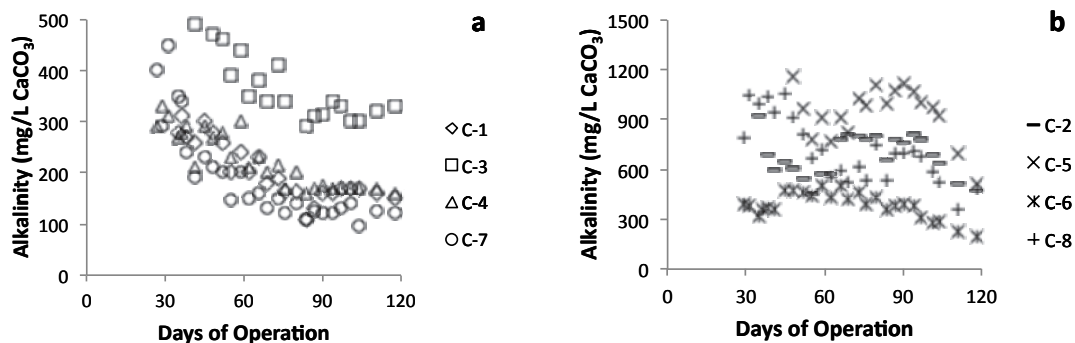 a
500
400
300
200
100
0
0 30 60 90 120
Alkalinity (mg/L CaCO₃)
Days of Operation
C-1
C-3
C-4
C-7
b
1500
1200
900
600
300
0
0 30 60 90 120
Alkalinity (mg/L CaCO₃)
Days of Operation
C-2
C-5
C-6
C-8